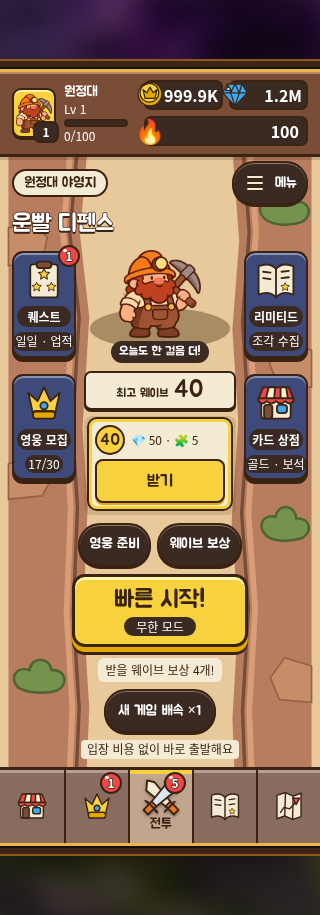 원정대
Lv 1
0/100
1
999.9K
1.2M
100
원정대 야영지
메뉴
운빨 디펜스
1
퀘스트
일일 · 업적
리미티드
조각 수집
오늘도 한 걸음 더!
최고 웨이브 40
영웅 모집
17/30
카드 상점
골드 · 보석
40
50 · 5
받기
영웅 준비
웨이브 보상
빠른 시작!
무한 모드
받을 웨이브 보상 4개!
새 게임 배속 ×1
입장 비용 없이 바로 출발해요
1
5
전투